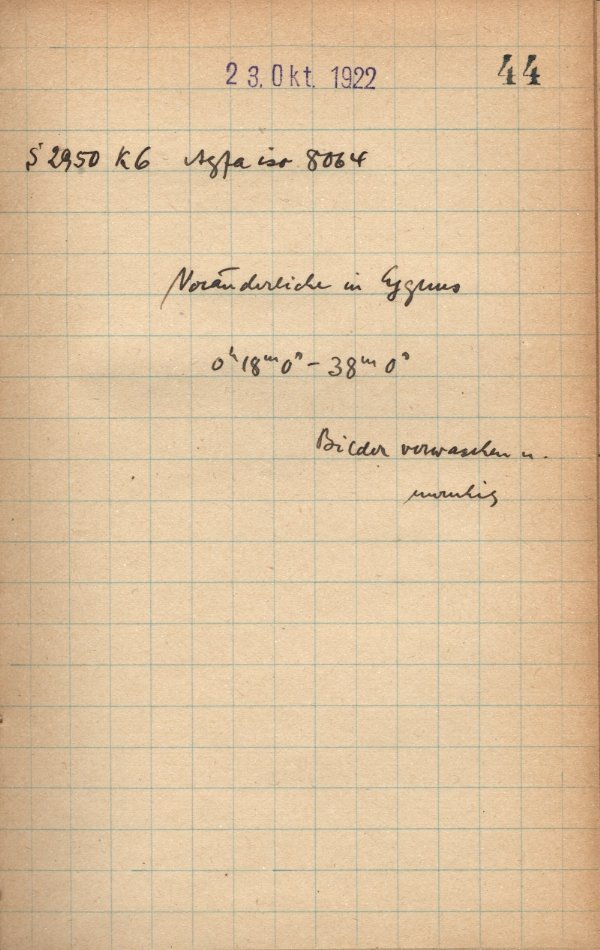 23. Okt. 1922
44
S 2950 K6 Agfa iso 8064
Veränderliche in Cygnus
0ʰ18ᵐ0ˢ – 38ᵐ0ˢ
Bilder verwaschen u.
unruhig